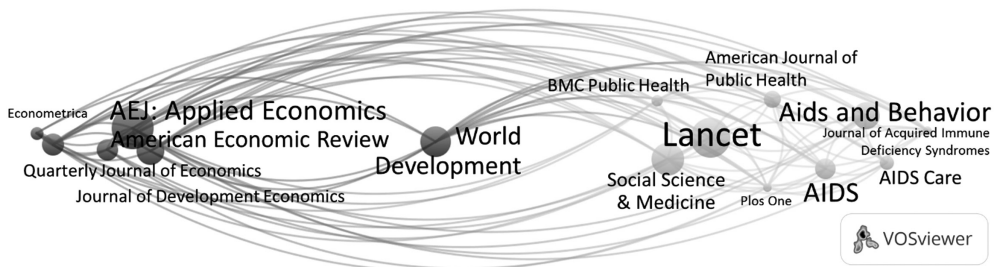 Econometrica
AEJ: Applied Economics
American Economic Review
Quarterly Journal of Economics
Journal of Development Economics
World
Development
BMC Public Health
American Journal of
Public Health
Lancet
Social Science
& Medicine
Aids and Behavior
Journal of Acquired Immune
Deficiency Syndromes
AIDS Care
AIDS
Plos One
VOSviewer